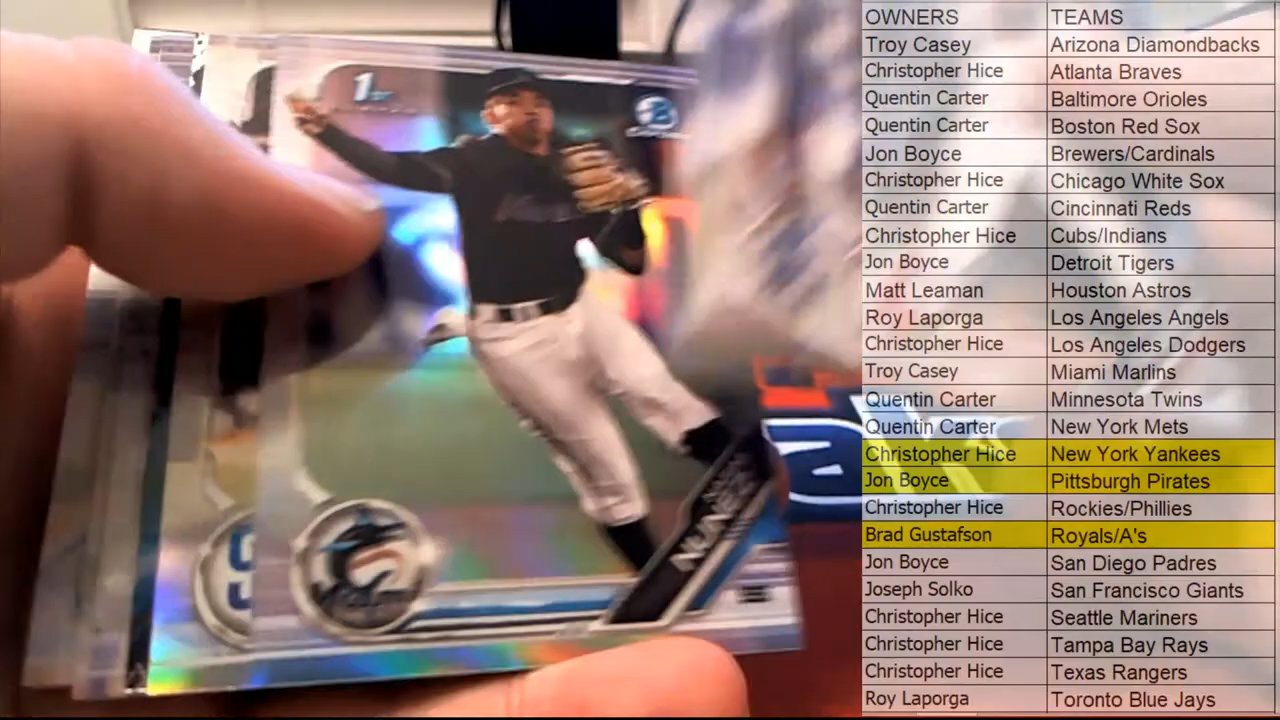 1st
NUNEZ
OWNERS TEAMS
Troy Casey Arizona Diamondbacks
Christopher Hice Atlanta Braves
Quentin Carter Baltimore Orioles
Quentin Carter Boston Red Sox
Jon Boyce Brewers/Cardinals
Christopher Hice Chicago White Sox
Quentin Carter Cincinnati Reds
Christopher Hice Cubs/Indians
Jon Boyce Detroit Tigers
Matt Leaman Houston Astros
Roy Laporga Los Angeles Angels
Christopher Hice Los Angeles Dodgers
Troy Casey Miami Marlins
Quentin Carter Minnesota Twins
Quentin Carter New York Mets
Christopher Hice New York Yankees
Jon Boyce Pittsburgh Pirates
Christopher Hice Rockies/Phillies
Brad Gustafson Royals/A's
Jon Boyce San Diego Padres
Joseph Solko San Francisco Giants
Christopher Hice Seattle Mariners
Christopher Hice Tampa Bay Rays
Christopher Hice Texas Rangers
Roy Laporga Toronto Blue Jays